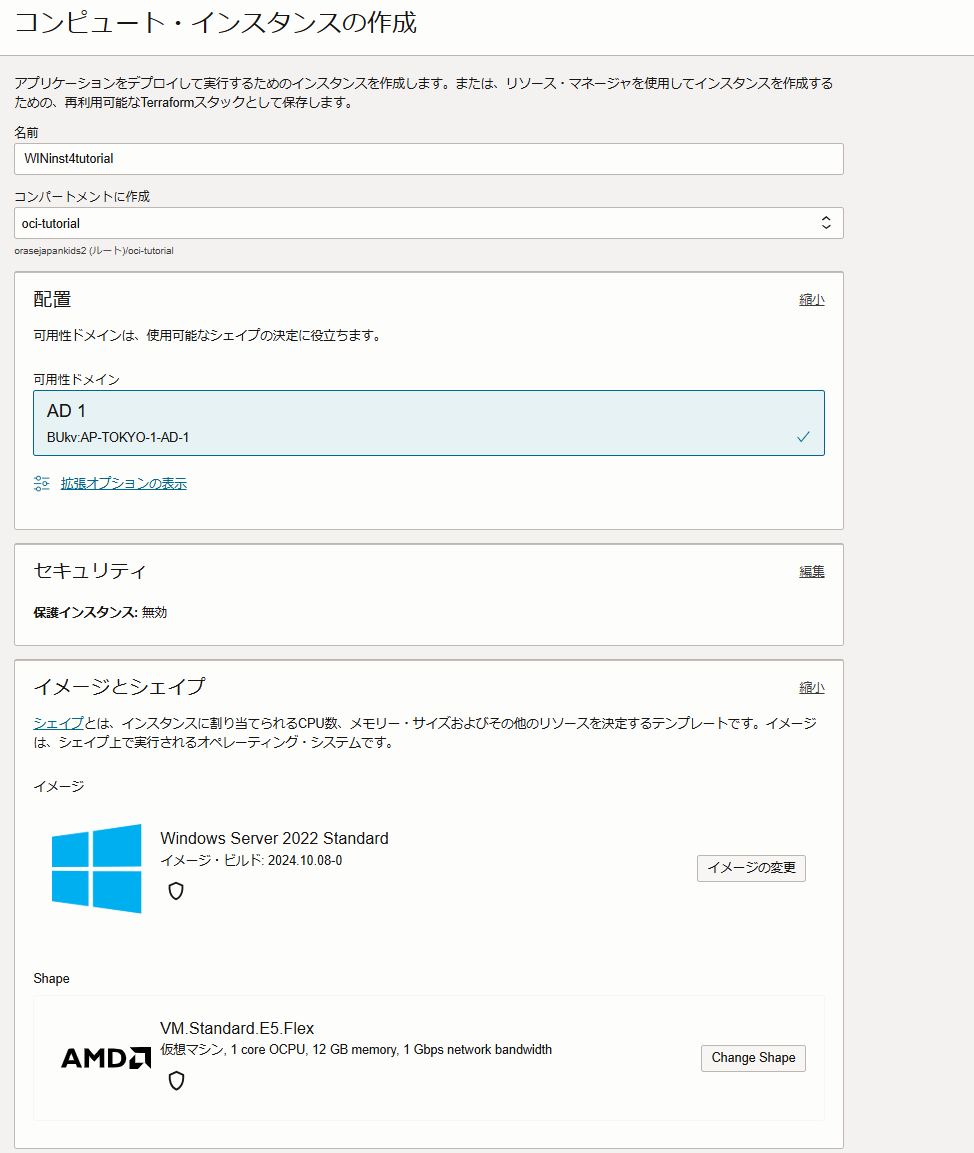 コンピュート・インスタンスの作成
アプリケーションをデプロイして実行するためのインスタンスを作成します。または、リソース・マネージャを使用してインスタンスを作成する
ための、再利用可能なTerraformスタックとして保存します。
名前
WINinst4tutorial
コンパートメントに作成
oci-tutorial
orasejapankids2 (ルート)/oci-tutorial
配置
縮小
可用性ドメインは、使用可能なシェイプの決定に役立ちます。
可用性ドメイン
AD 1
BUkv:AP-TOKYO-1-AD-1
拡張オプションの表示
セキュリティ
編集
保護インスタンス: 無効
イメージとシェイプ
縮小
シェイプとは、インスタンスに割り当てられるCPU数、メモリー・サイズおよびその他のリソースを決定するテンプレートです。イメージ
は、シェイプ上で実行されるオペレーティング・システムです。
イメージ
Windows Server 2022 Standard
イメージ・ビルド: 2024.10.08-0
イメージの変更
Shape
AMD
VM.Standard.E5.Flex
仮想マシン, 1 core OCPU, 12 GB memory, 1 Gbps network bandwidth
Change Shape